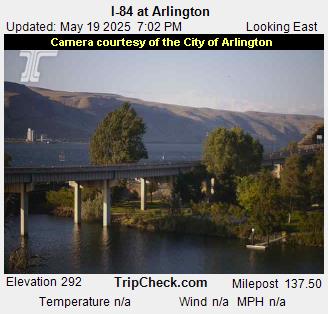 I-84 at Arlington
Updated: May 19 2025 7:02 PM Looking East
Camera courtesy of the City of Arlington
Elevation 292 TripCheck.com Milepost 137.50
Temperature n/a Wind n/a MPH n/a